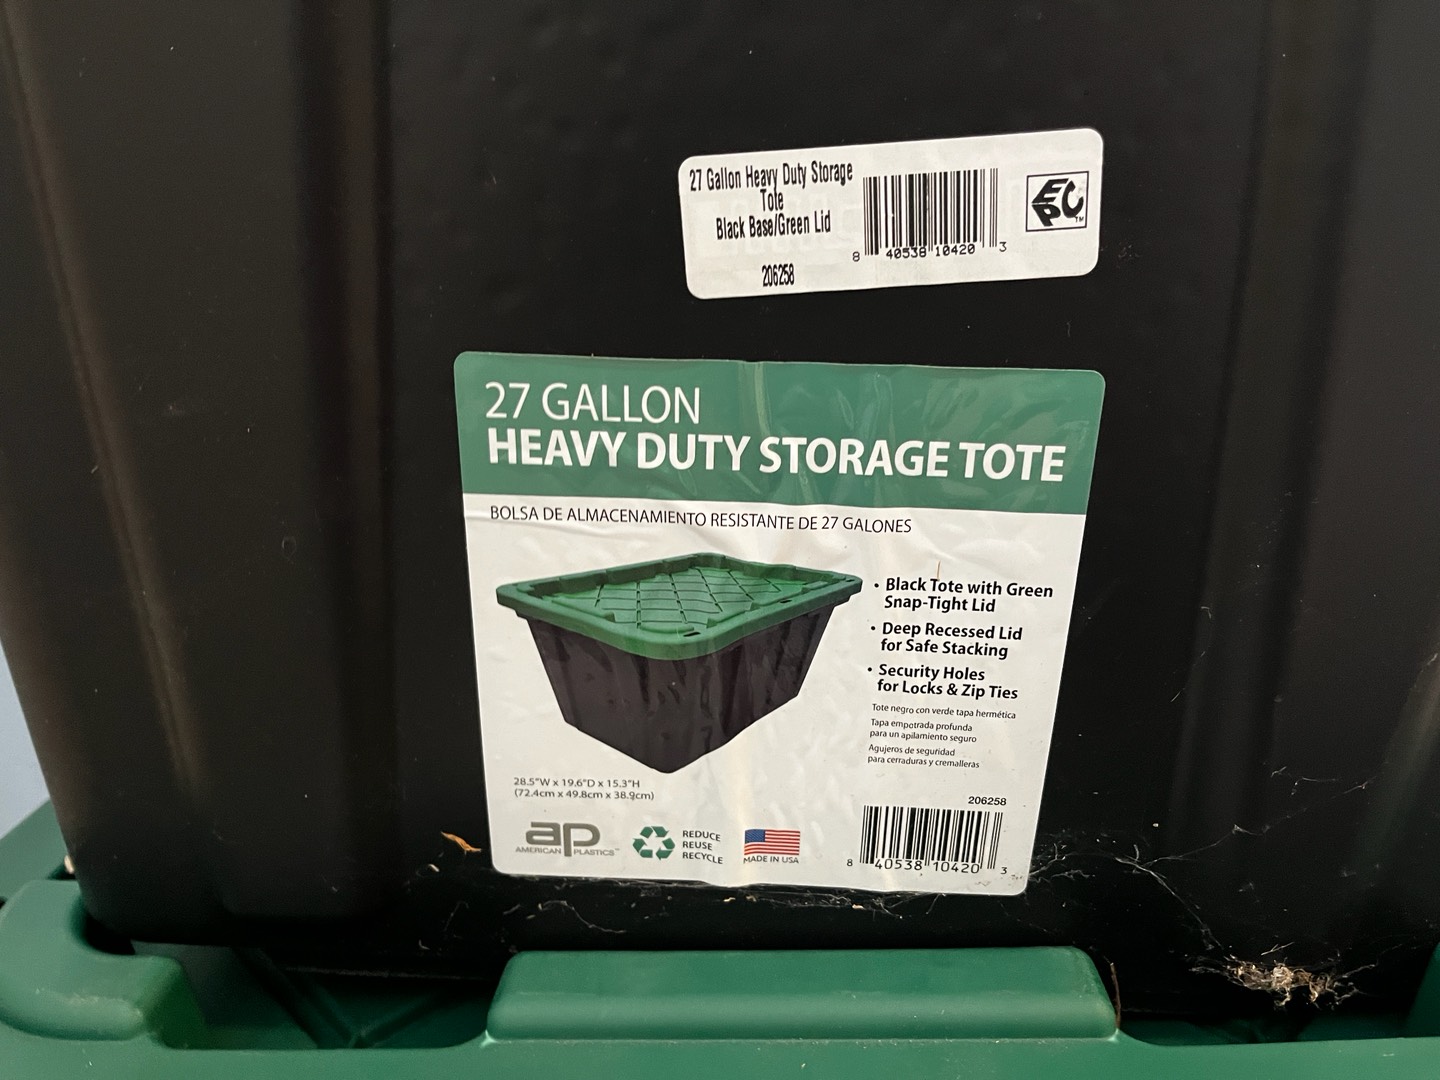 27 Gallon Heavy Duty Storage
Tote
Black Base/Green Lid
206258
8 40538 10420 3
EPC™
27 GALLON
HEAVY DUTY STORAGE TOTE
BOLSA DE ALMACENAMIENTO RESISTANTE DE 27 GALONES
• Black Tote with Green
Snap-Tight Lid
• Deep Recessed Lid
for Safe Stacking
• Security Holes
for Locks & Zip Ties
Tote negro con verde tapa hermética
Tapa empotrada profunda
para un apilamiento seguro
Agujeros de seguridad
para cerraduras y cremalleras
28.5"W x 19.6"D x 15.3"H
(72.4cm x 49.8cm x 38.9cm)
ap
AMERICAN PLASTICS™
REDUCE
REUSE
RECYCLE
MADE IN USA
206258
8 40538 10420 3